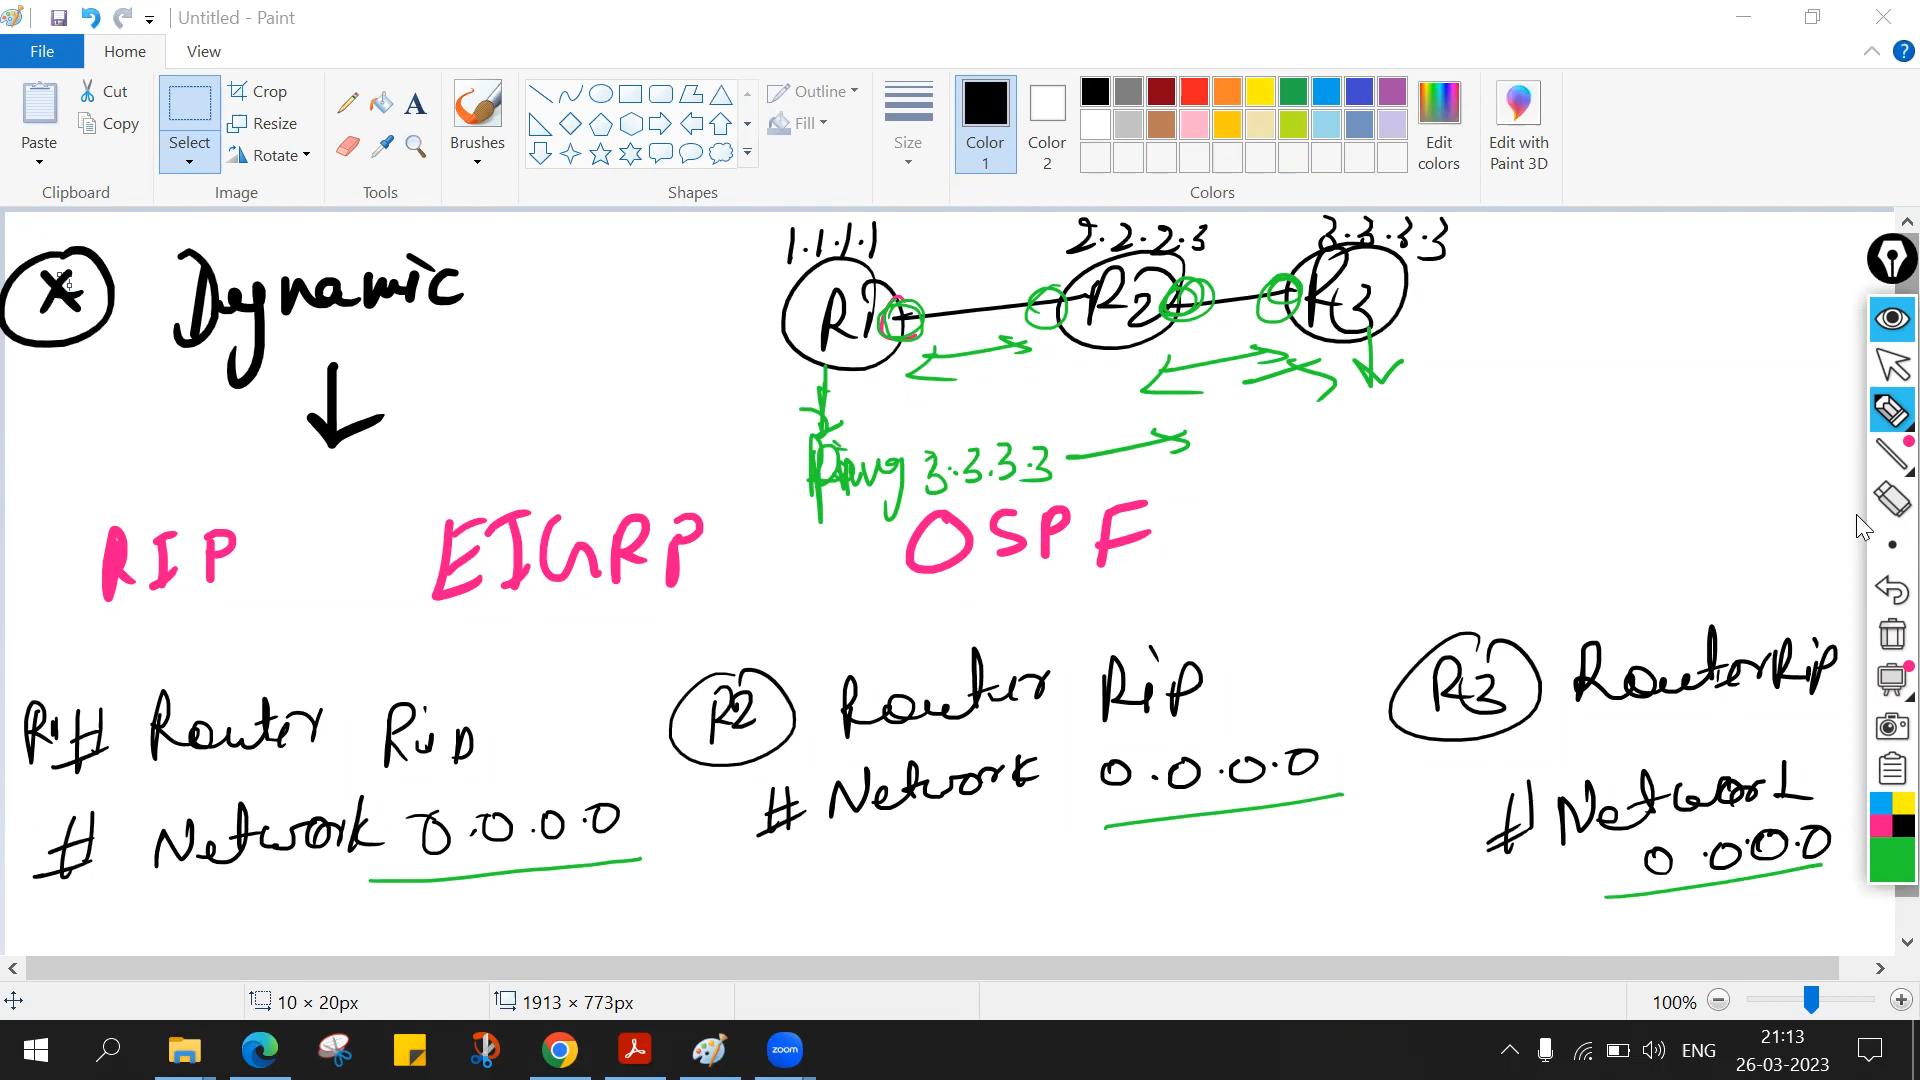 Untitled - Paint
File Home View
Paste
Cut
Copy
Clipboard
Select
Crop
Resize
Rotate
Image
Tools
Brushes
Outline
Fill
Shapes
Size
Color 1
Color 2
Edit colors
Edit with Paint 3D
Colors
1.1.1.1 2.2.2.3 3.3.3.3
X Dynamic
R1 R2 R3
Ping 3.3.3.3
RIP EIGRP OSPF
R1# Router Rip
# Network 0.0.0.0
R2 Router Rip
# Network 0.0.0.0
R3 Router Rip
# Network
0.0.0.0
10 × 20px 1913 × 773px 100%
zoom
ENG
21:13
26-03-2023